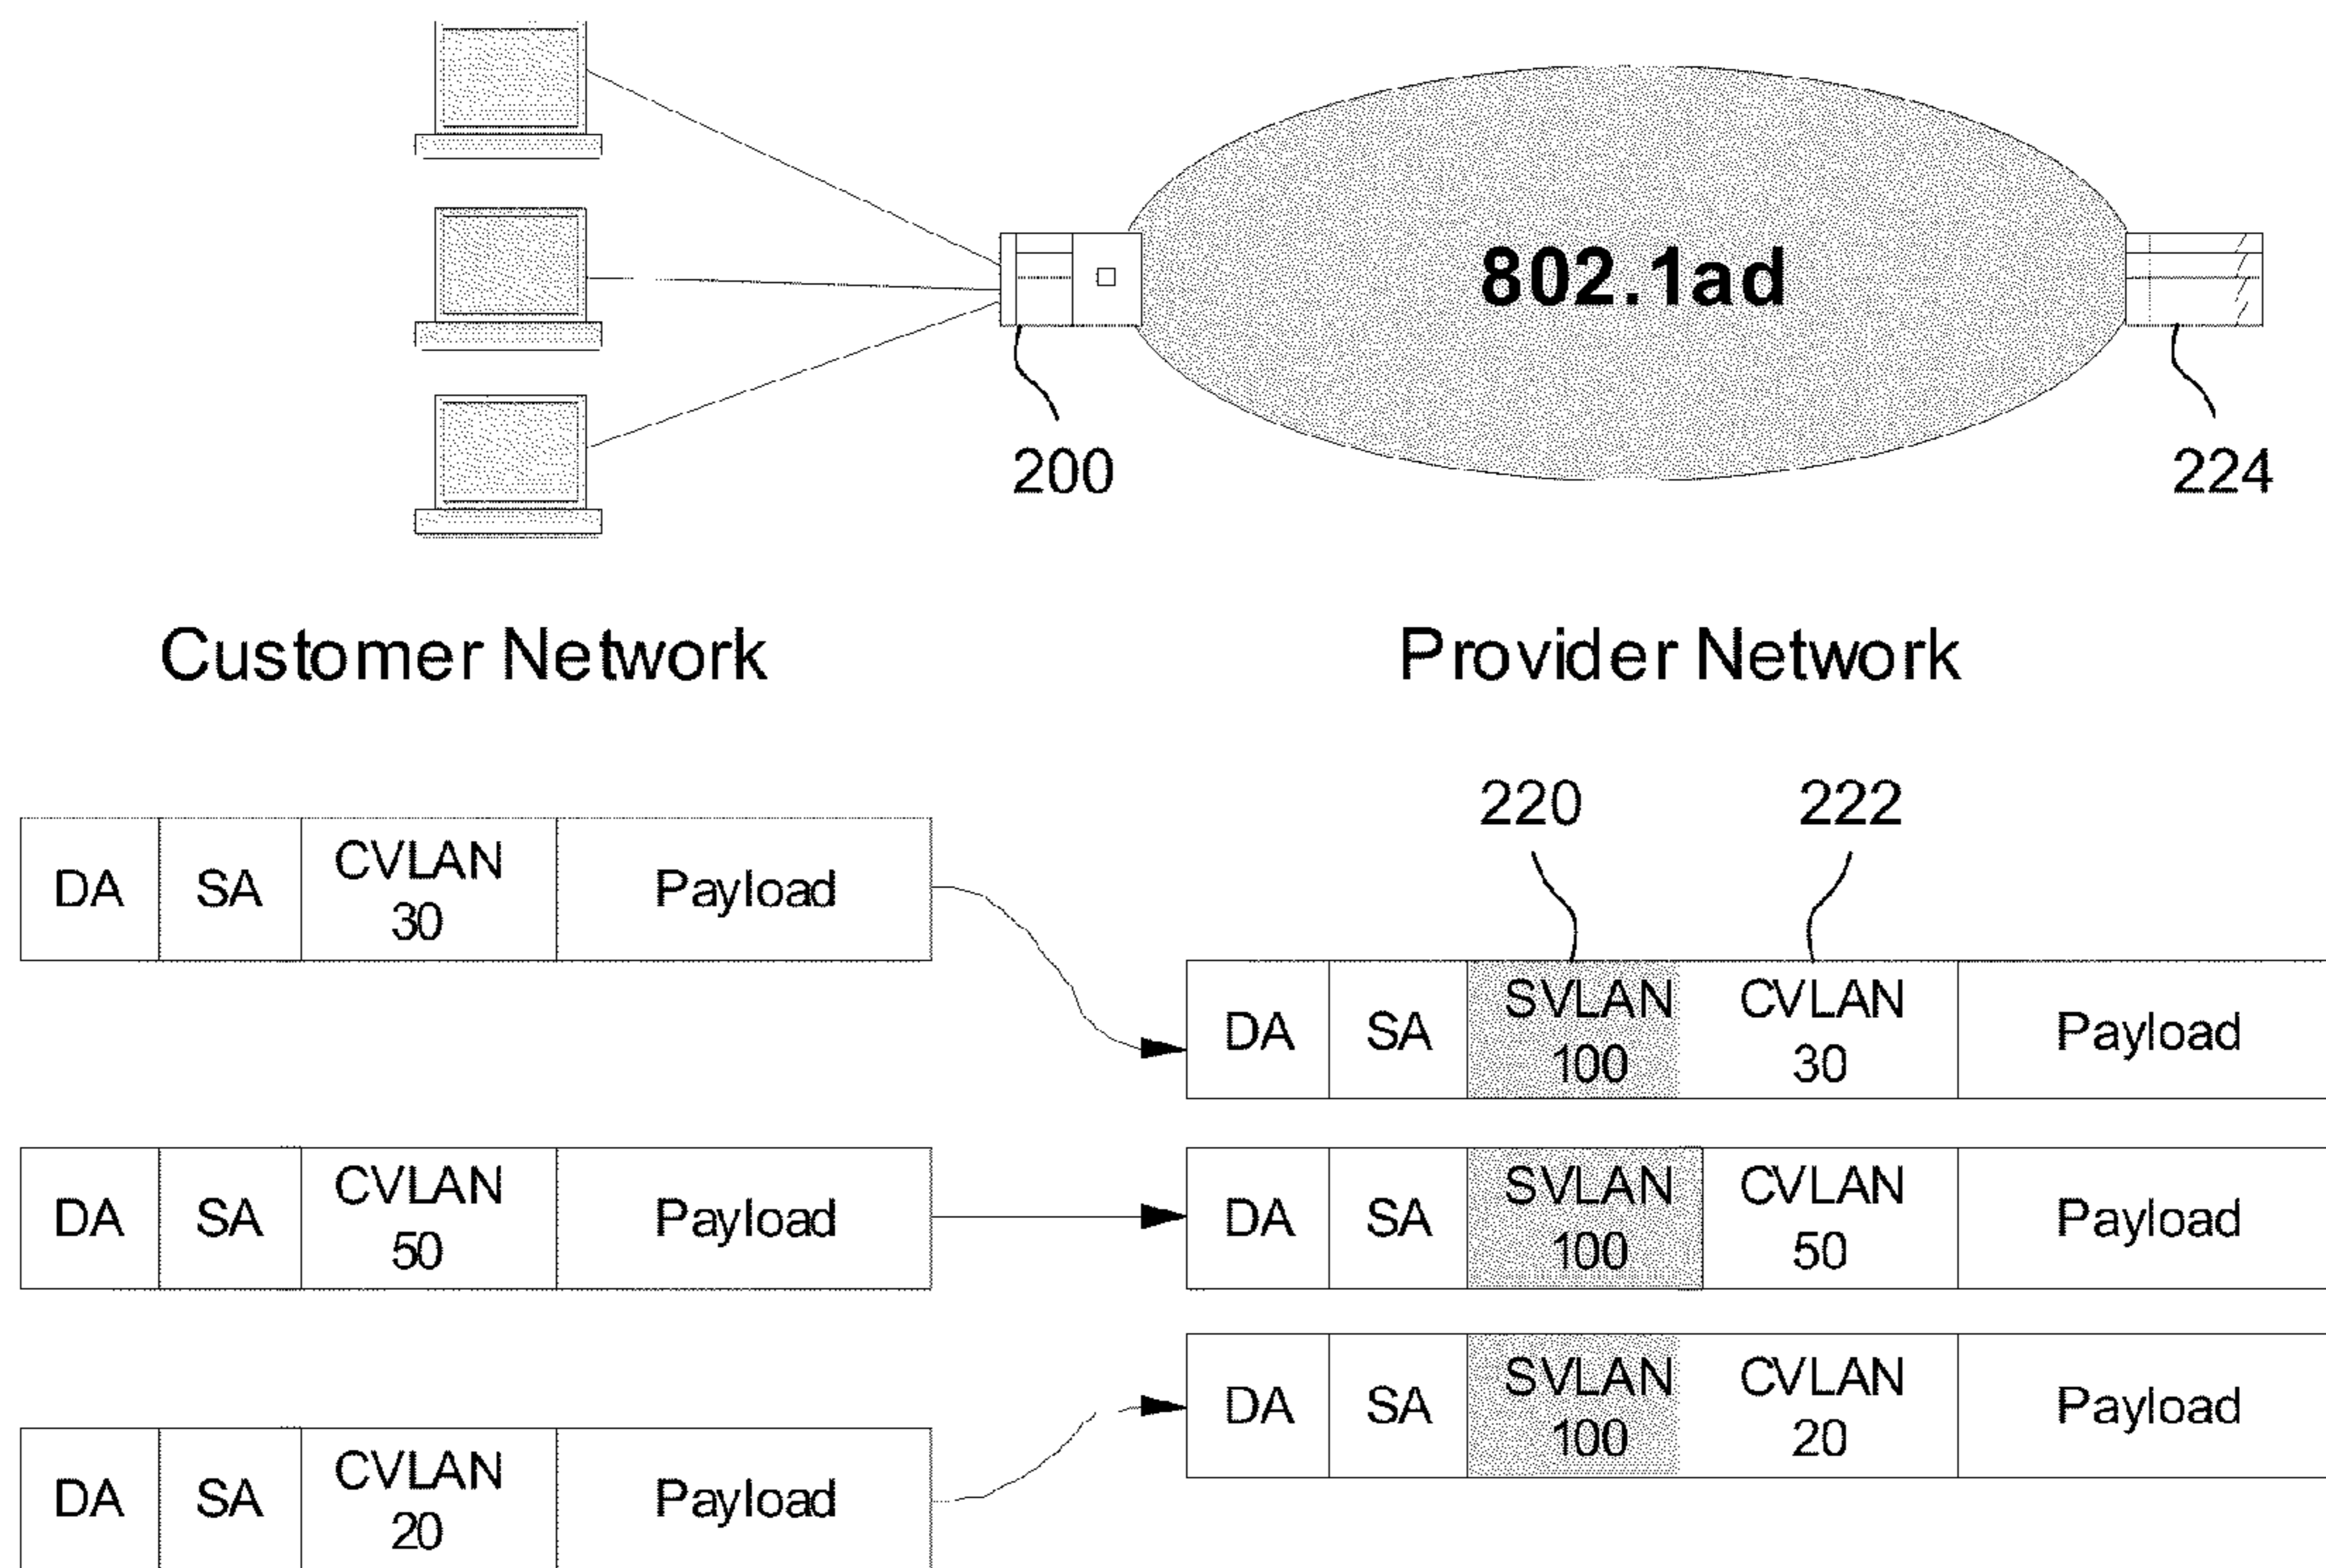 802.1ad
200
224
Customer Network
Provider Network
220 222
DA SA CVLAN 30 Payload
DA SA SVLAN 100 CVLAN 30 Payload
DA SA CVLAN 50 Payload
DA SA SVLAN 100 CVLAN 50 Payload
DA SA CVLAN 20 Payload
DA SA SVLAN 100 CVLAN 20 Payload